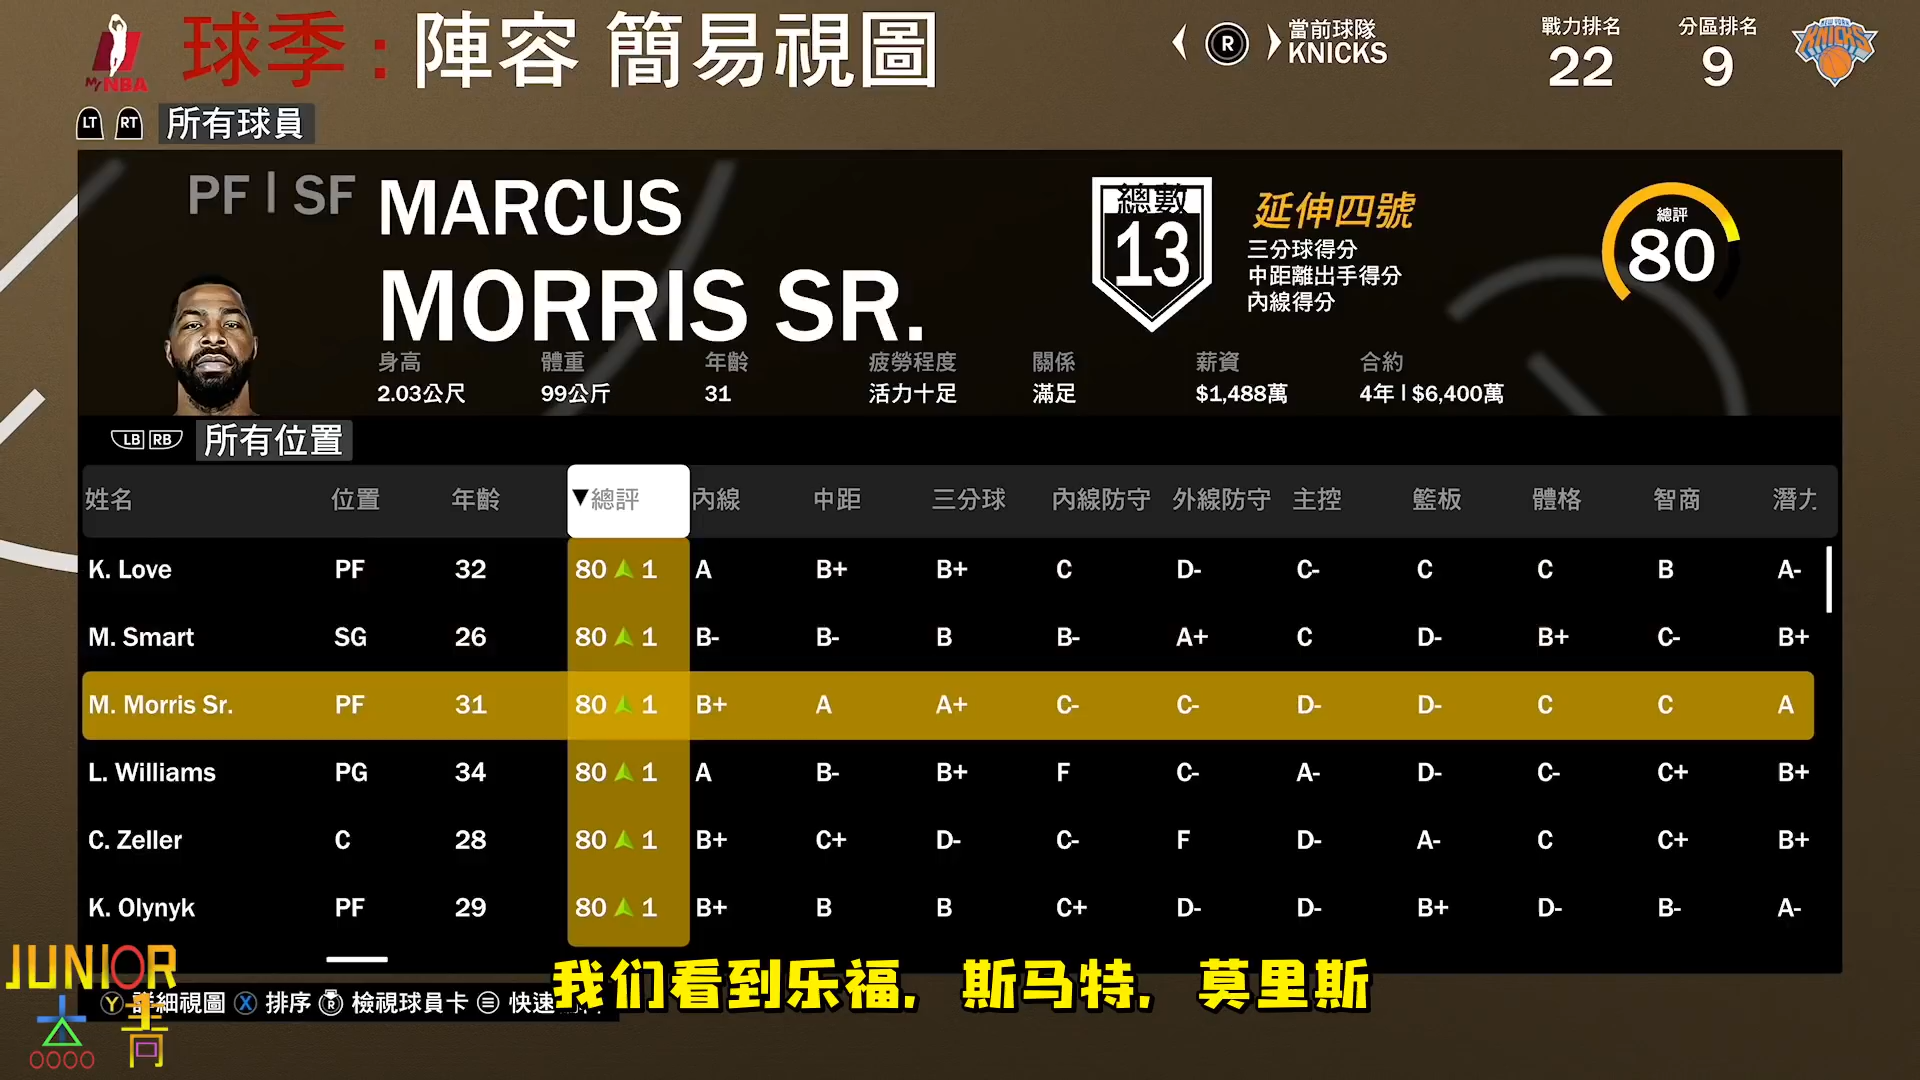 MyNBA
球季 : 陣容 簡易視圖
R 當前球隊
KNICKS
戰力排名
22
分區排名
9
NEW YORK
KNICKS
LT RT 所有球員
PF | SF
MARCUS
MORRIS SR.
總數
13
延伸四號
三分球得分
中距離出手得分
內線得分
總評
80
身高 體重 年齡 疲勞程度 關係 薪資 合約
2.03公尺 99公斤 31 活力十足 滿足 $1,488萬 4年 | $6,400萬
LB RB 所有位置
姓名 位置 年齡 ▼總評 內線 中距 三分球 內線防守 外線防守 主控 籃板 體格 智商 潛力
K. Love PF 32 80 1 A B+ B+ C D- C- C C B A-
M. Smart SG 26 80 1 B- B- B B- A+ C D- B+ C- B+
M. Morris Sr. PF 31 80 1 B+ A A+ C- C- D- D- C C A
L. Williams PG 34 80 1 A B- B+ F C- A- D- C- C+ B+
C. Zeller C 28 80 1 B+ C+ D- C- F D- A- C C+ B+
K. Olynyk PF 29 80 1 B+ B B C+ D- D- B+ D- B- A-
JUNIOR
我们看到乐福, 斯马特, 莫里斯
Y 詳細視圖 X 排序 R 檢視球員卡 快速